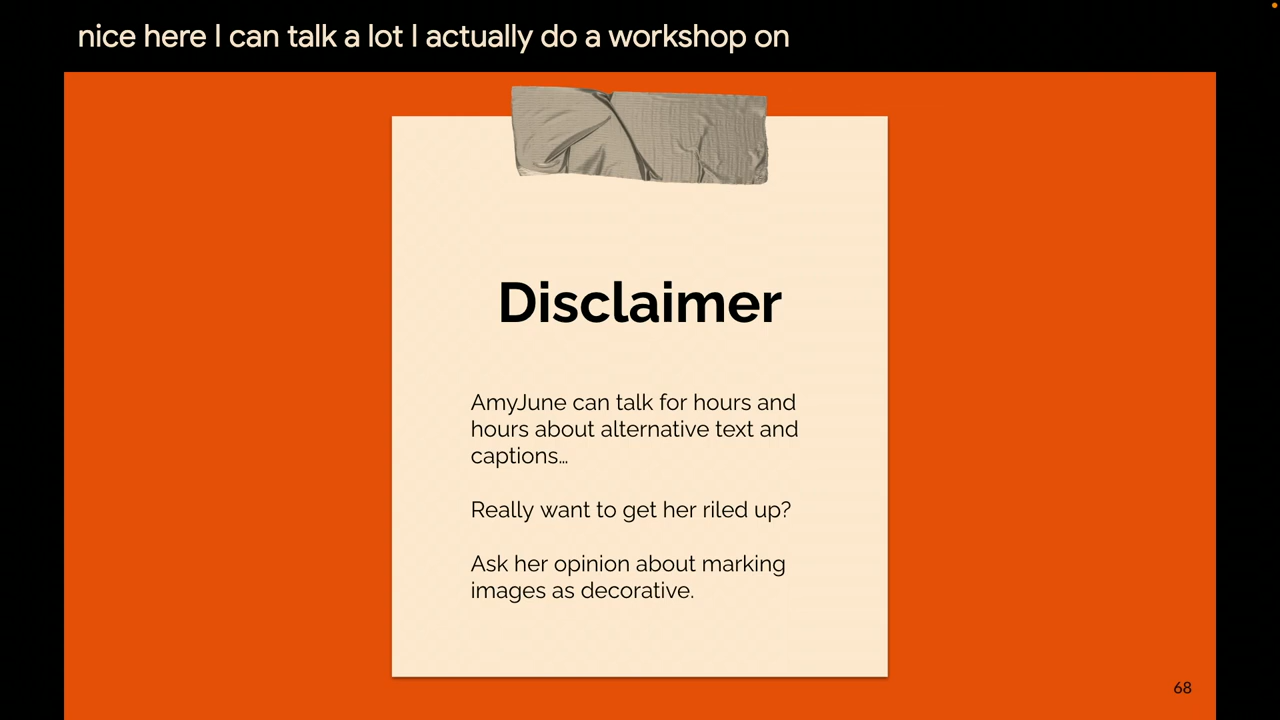 nice here I can talk a lot I actually do a workshop on
Disclaimer
AmyJune can talk for hours and
hours about alternative text and
captions…
Really want to get her riled up?
Ask her opinion about marking
images as decorative.
68